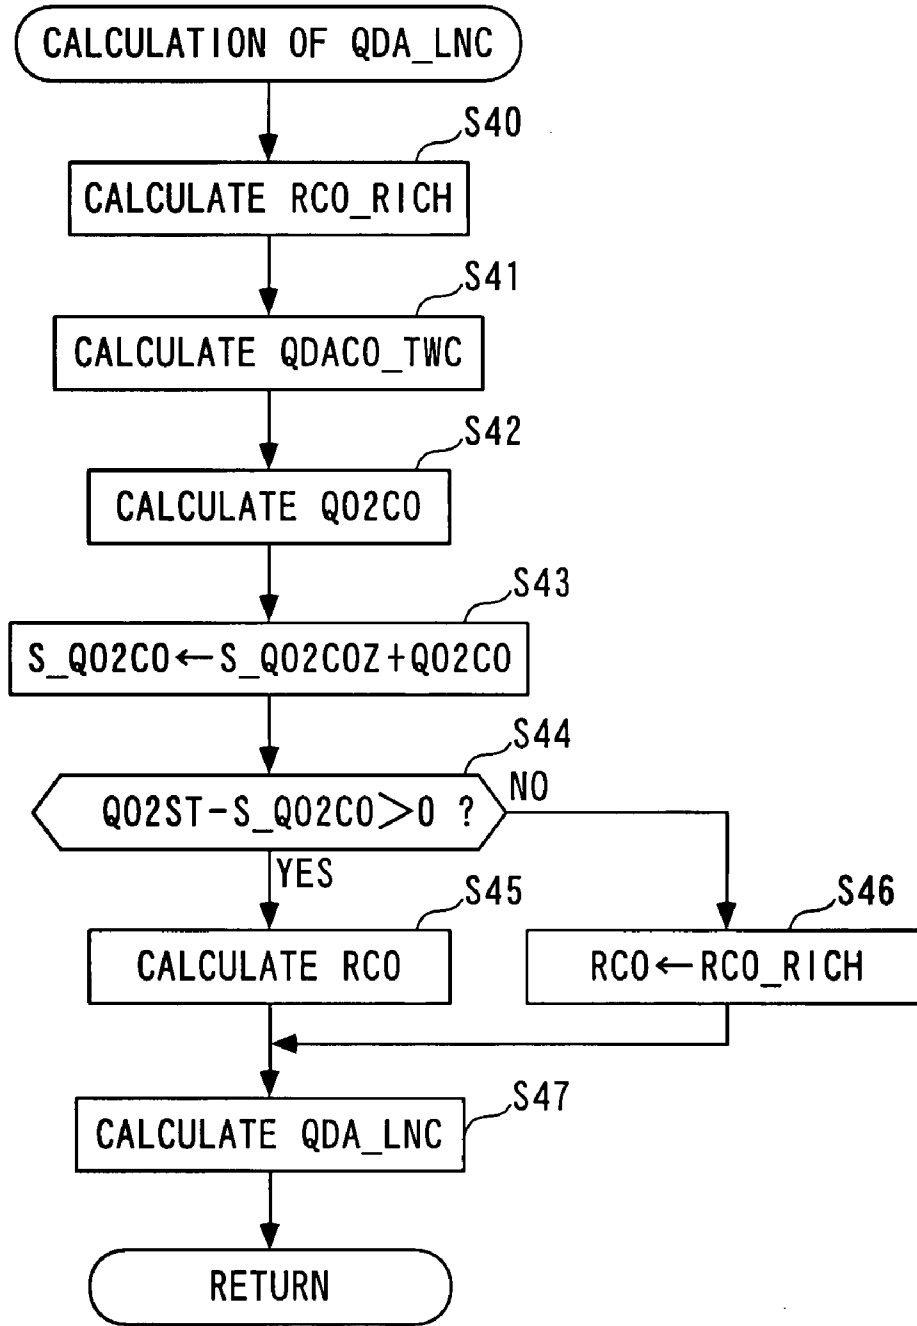 CALCULATION OF QDA_LNC
S40
CALCULATE RCO_RICH
S41
CALCULATE QDACO_TWC
S42
CALCULATE QO2CO
S43
S_QO2CO←S_QO2COZ+QO2CO
S44
QO2ST-S_QO2CO>0 ?
NO
YES
S45
CALCULATE RCO
S46
RCO←RCO_RICH
S47
CALCULATE QDA_LNC
RETURN